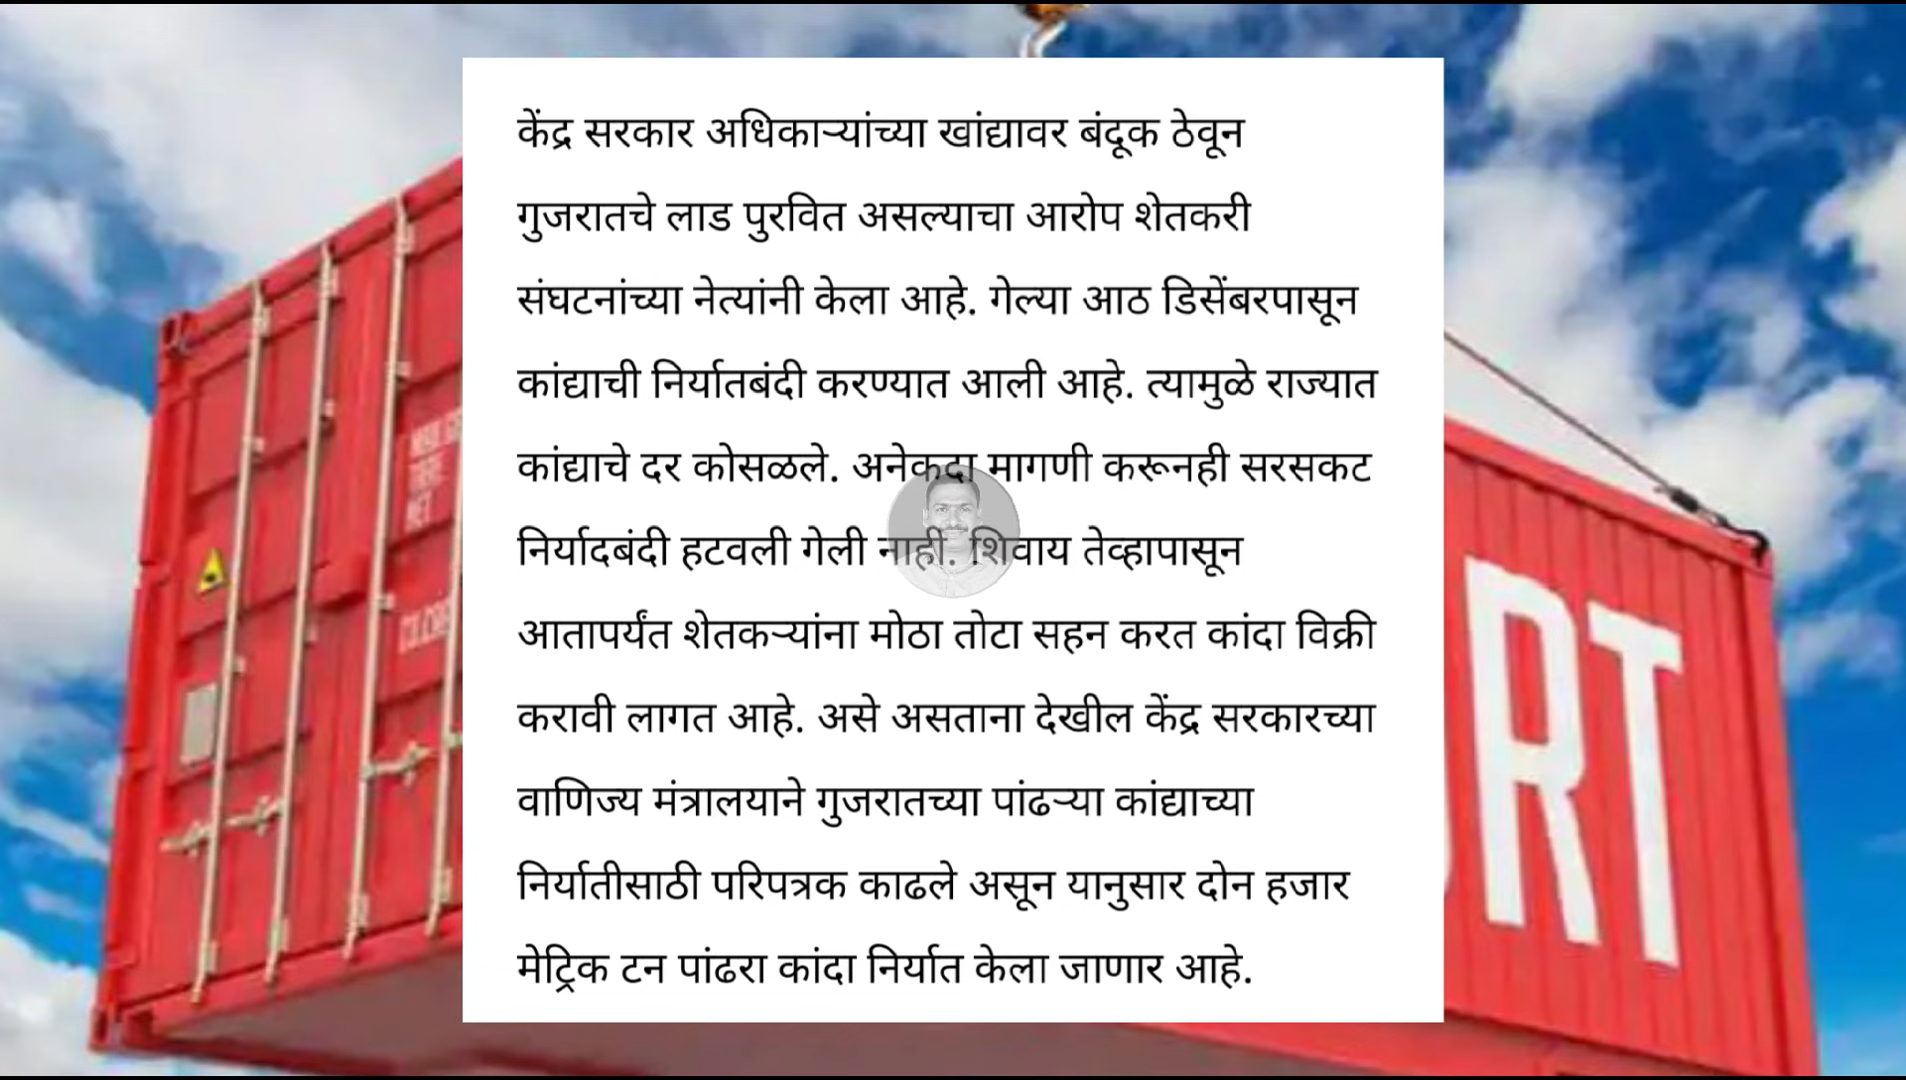 केंद्र सरकार अधिकाऱ्यांच्या खांद्यावर बंदूक ठेवून
गुजरातचे लाड पुरवित असल्याचा आरोप शेतकरी
संघटनांच्या नेत्यांनी केला आहे. गेल्या आठ डिसेंबरपासून
कांद्याची निर्यातबंदी करण्यात आली आहे. त्यामुळे राज्यात
कांद्याचे दर कोसळले. अनेकदा मागणी करूनही सरसकट
निर्यादबंदी हटवली गेली नाही. शिवाय तेव्हापासून
आतापर्यंत शेतकऱ्यांना मोठा तोटा सहन करत कांदा विक्री
करावी लागत आहे. असे असताना देखील केंद्र सरकारच्या
वाणिज्य मंत्रालयाने गुजरातच्या पांढऱ्या कांद्याच्या
निर्यातीसाठी परिपत्रक काढले असून यानुसार दोन हजार
मेट्रिक टन पांढरा कांदा निर्यात केला जाणार आहे.
RT